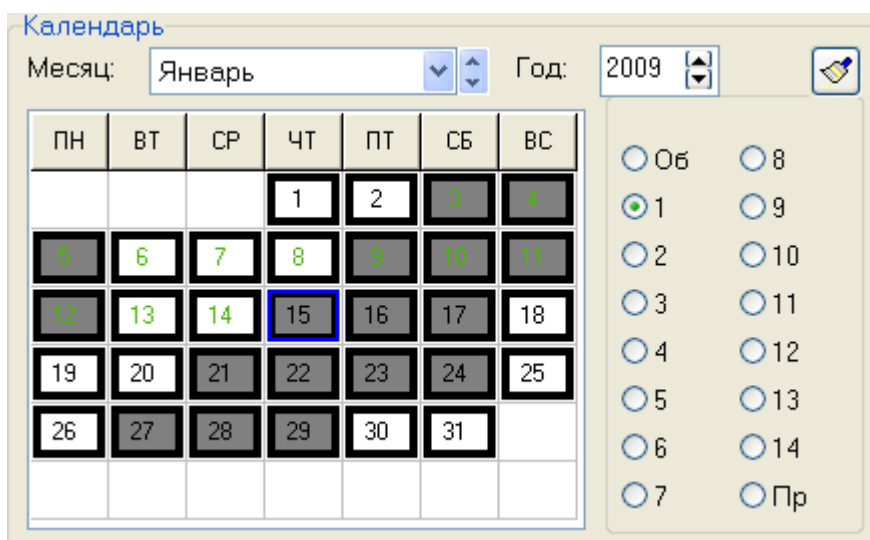 Календарь
Месяц: Январь Год: 2009
ПН ВТ СР ЧТ ПТ СБ ВС
1 2 3 4
5 6 7 8 9 10 11
12 13 14 15 16 17 18
19 20 21 22 23 24 25
26 27 28 29 30 31
Об 8
1 9
2 10
3 11
4 12
5 13
6 14
7 Пр